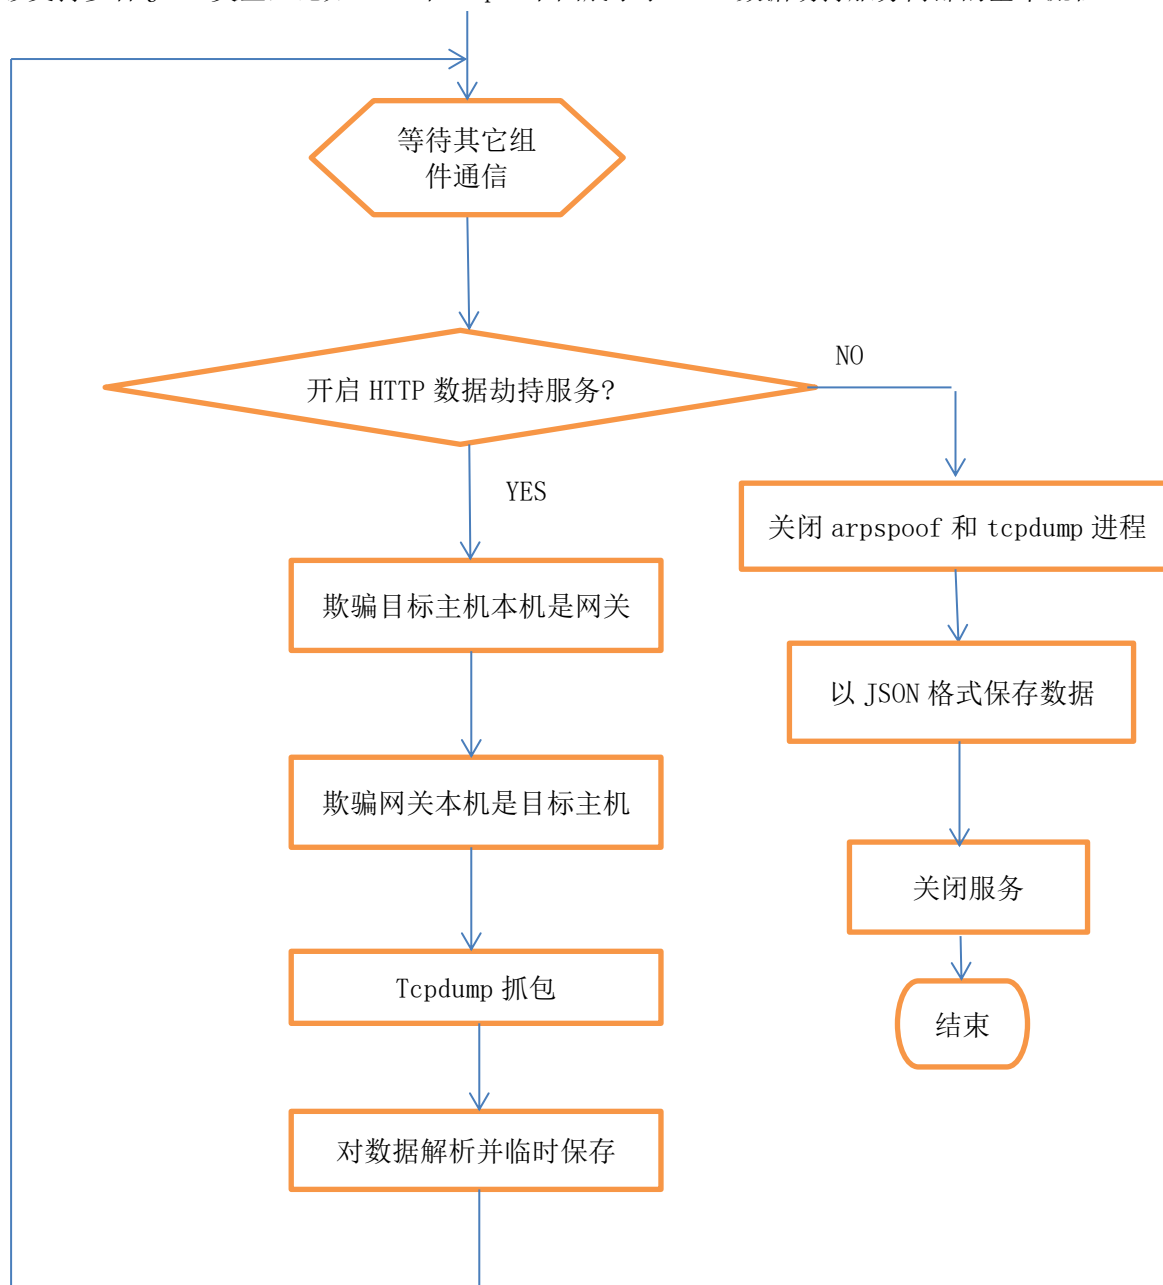 等待其它组
件通信
开启 HTTP 数据劫持服务?
NO
YES
关闭 arpspoof 和 tcpdump 进程
欺骗目标主机本机是网关
以 JSON 格式保存数据
欺骗网关本机是目标主机
关闭服务
Tcpdump 抓包
结束
对数据解析并临时保存